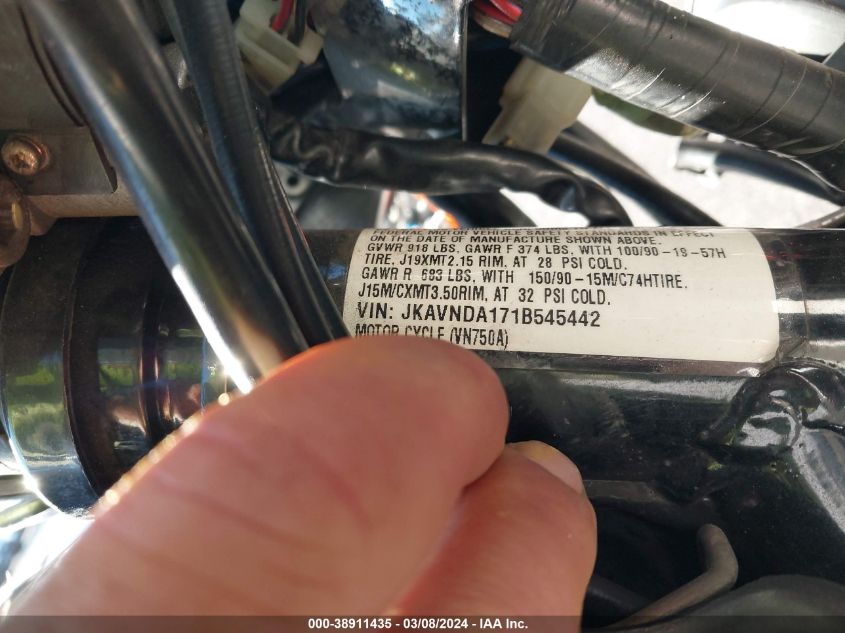 FEDERAL MOTOR VEHICLE SAFETY STANDARDS IN EFFECT
ON THE DATE OF MANUFACTURE SHOWN ABOVE.
GVWR 918 LBS. GAWR F 374 LBS. WITH 100/90-19-57H
TIRE, J19XMT2.15 RIM, AT 28 PSI COLD.
GAWR R 693 LBS. WITH 150/90-15M/C74HTIRE,
J15M/CXMT3.50RIM, AT 32 PSI COLD.
VIN: JKAVNDA171B545442
MOTOR CYCLE (VN750A)
000-38911435 - 03/08/2024 - IAA Inc.